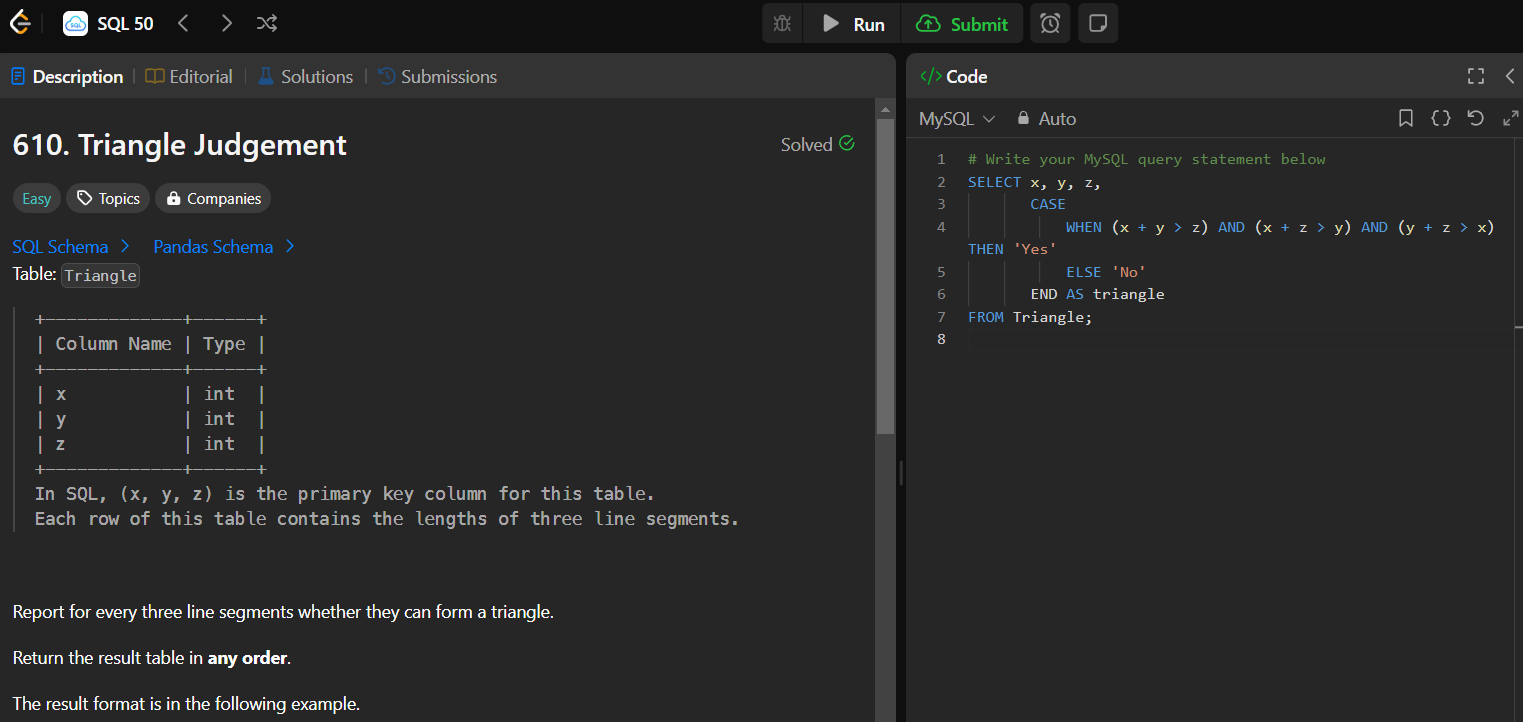 SQL 50
Run
Submit
Description
Editorial
Solutions
Submissions
610. Triangle Judgement
Solved
Easy
Topics
Companies
SQL Schema
Pandas Schema
Table: Triangle
+-------------+------+
| Column Name | Type |
+-------------+------+
| x           | int  |
| y           | int  |
| z           | int  |
+-------------+------+
In SQL, (x, y, z) is the primary key column for this table.
Each row of this table contains the lengths of three line segments.
Report for every three line segments whether they can form a triangle.
Return the result table in any order.
The result format is in the following example.
</> Code
MySQL
Auto
{}
1 # Write your MySQL query statement below
2 SELECT x, y, z,
3 CASE
4 WHEN (x + y > z) AND (x + z > y) AND (y + z > x)
THEN 'Yes'
5 ELSE 'No'
6 END AS triangle
7 FROM Triangle;
8